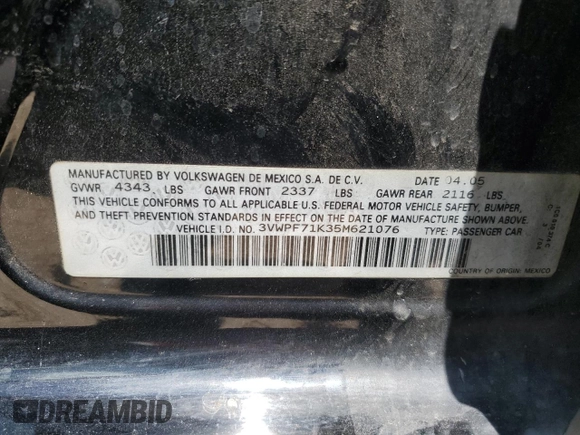 MANUFACTURED BY VOLKSWAGEN DE MEXICO S.A. DE C.V. DATE 04.05
GVWR 4343 LBS GAWR FRONT 2337 LBS GAWR REAR 2116 LBS
THIS VEHICLE CONFORMS TO ALL APPLICABLE U.S. FEDERAL MOTOR VEHICLE SAFETY, BUMPER,
AND THEFT PREVENTION STANDARDS IN EFFECT ON THE DATE OF MANUFACTURE SHOWN ABOVE.
VEHICLE I.D. NO. 3VWPF71K35M621076 TYPE: PASSENGER CAR
COUNTRY OF ORIGIN: MEXICO
DREAMBID